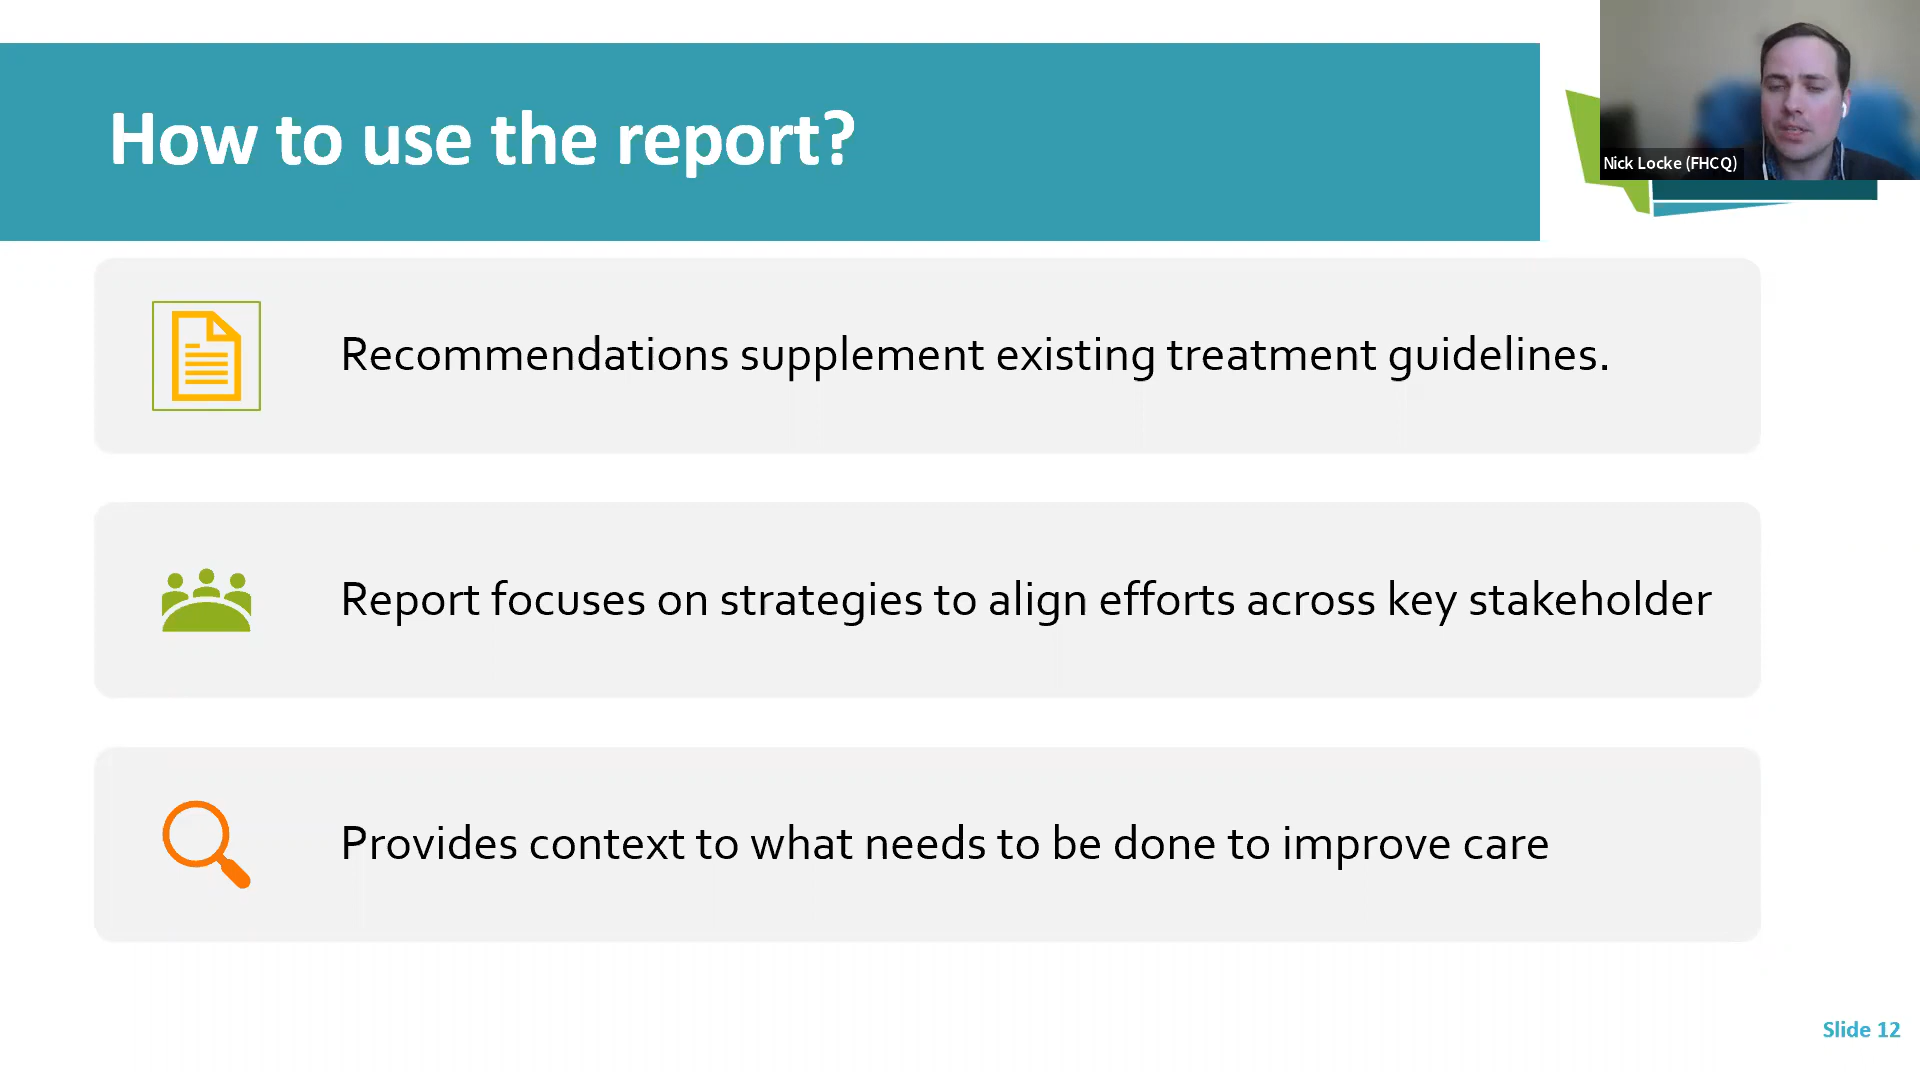 How to use the report?
Nick Locke (FHCQ)
Recommendations supplement existing treatment guidelines.
Report focuses on strategies to align efforts across key stakeholder
Provides context to what needs to be done to improve care
Slide 12